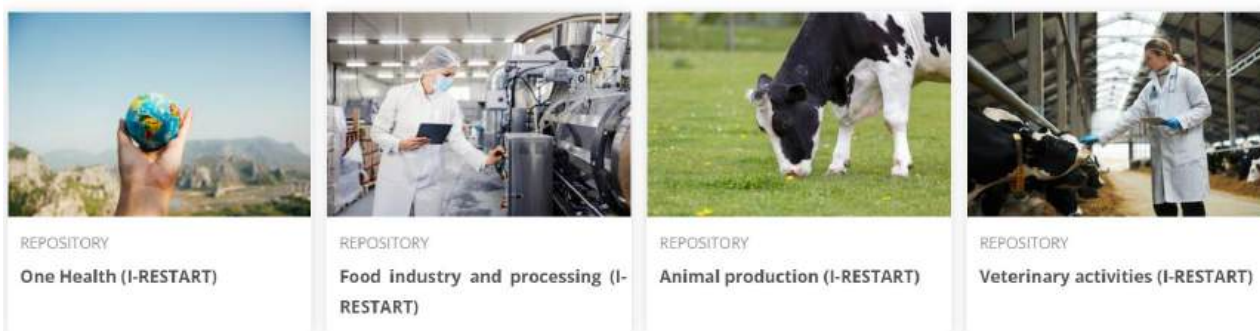 REPOSITORY
One Health (I-RESTART)
REPOSITORY
Food industry and processing (I-
RESTART)
REPOSITORY
Animal production (I-RESTART)
REPOSITORY
Veterinary activities (I-RESTART)